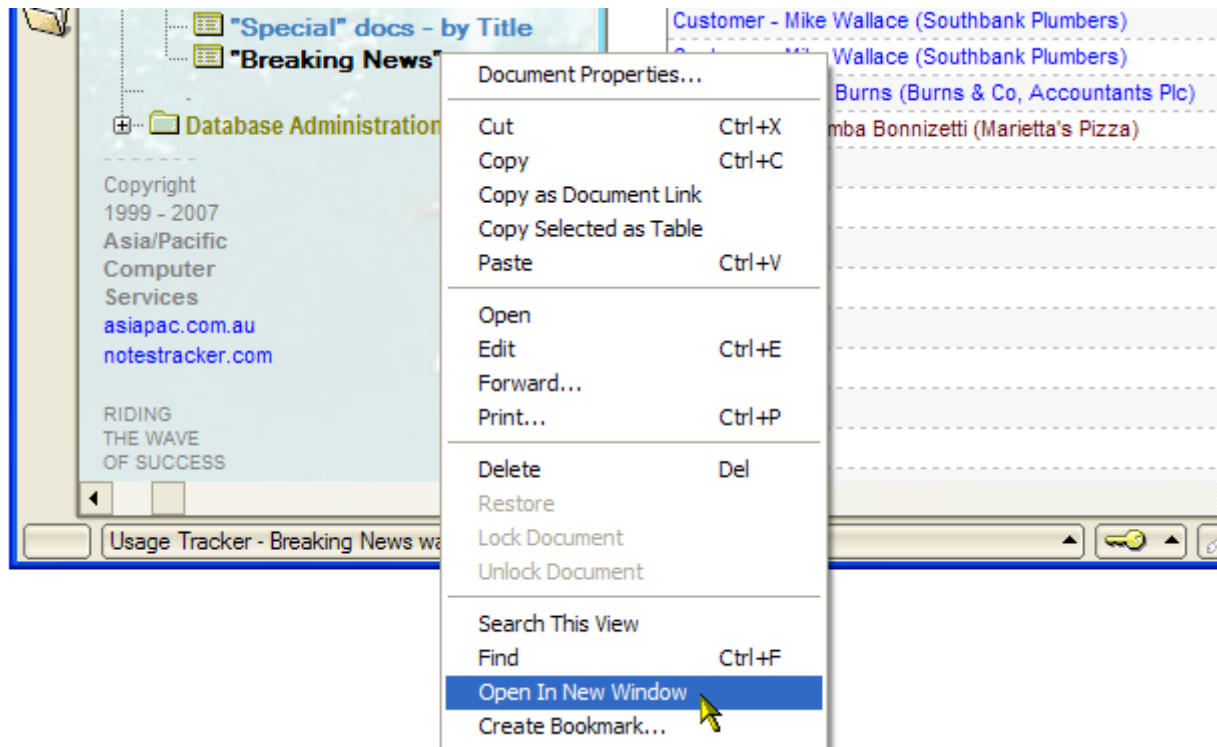 "Special" docs - by Title
"Breaking News"
Database Administration
Copyright
1999 - 2007
Asia/Pacific
Computer
Services
asiapac.com.au
notestracker.com
RIDING
THE WAVE
OF SUCCESS
Usage Tracker - Breaking News
Document Properties...
Cut Ctrl+X
Copy Ctrl+C
Copy as Document Link
Copy Selected as Table
Paste Ctrl+V
Open
Edit Ctrl+E
Forward...
Print... Ctrl+P
Delete Del
Restore
Lock Document
Unlock Document
Search This View
Find Ctrl+F
Open In New Window
Create Bookmark...
Customer - Mike Wallace (Southbank Plumbers)
Wallace (Southbank Plumbers)
Burns (Burns & Co, Accountants Plc)
Bonnizetti (Marietta's Pizza)